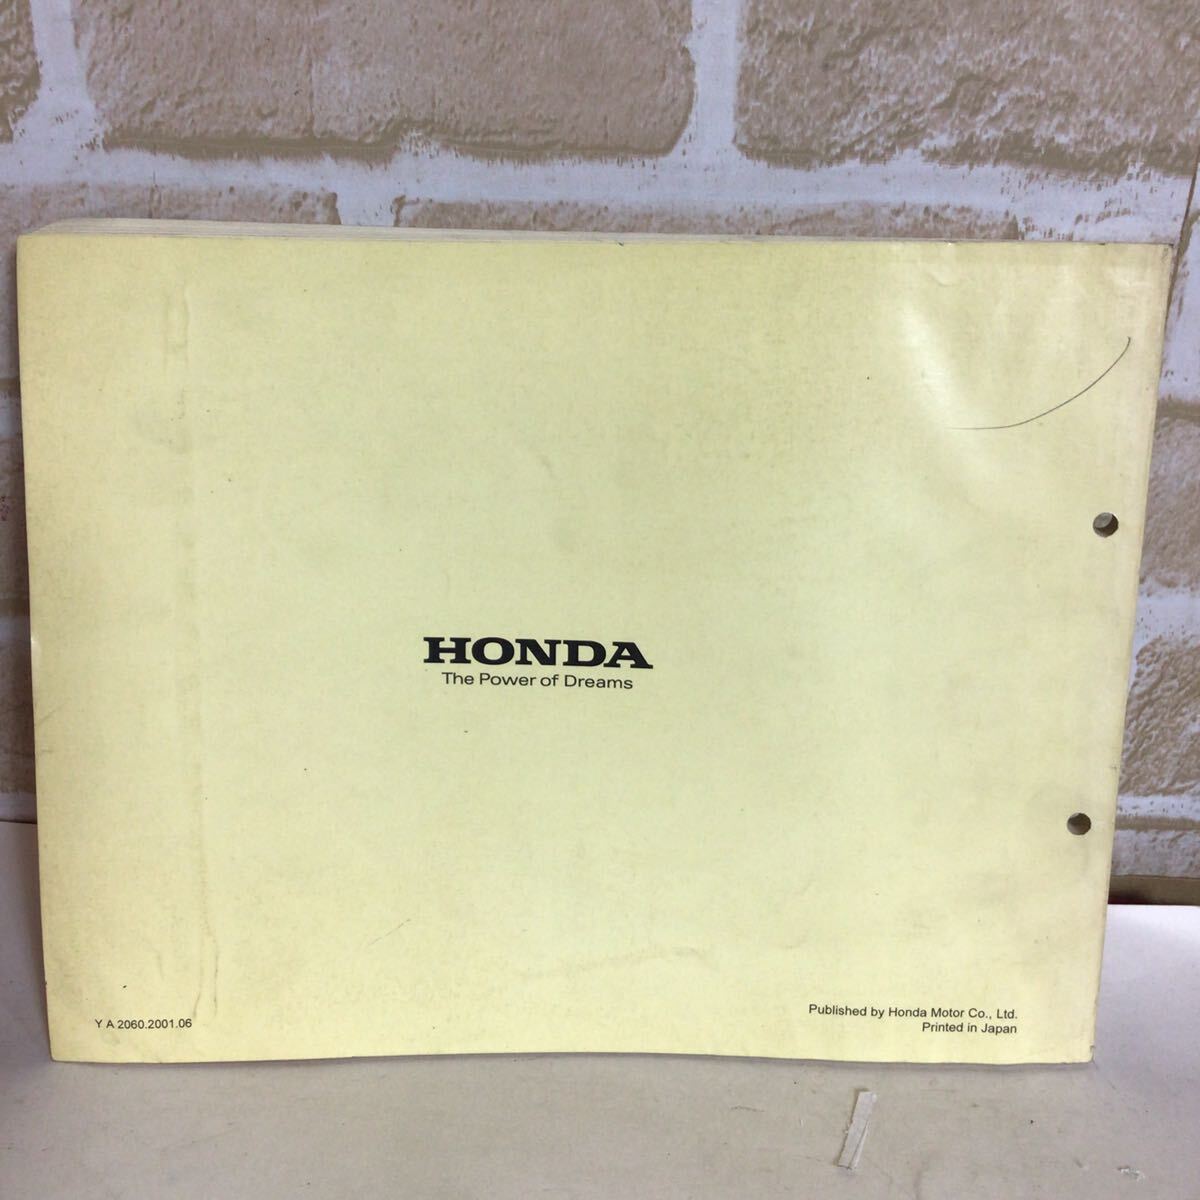 HONDA
The Power of Dreams
Y A 2060.2001.06
Published by Honda Motor Co., Ltd.
Printed in Japan